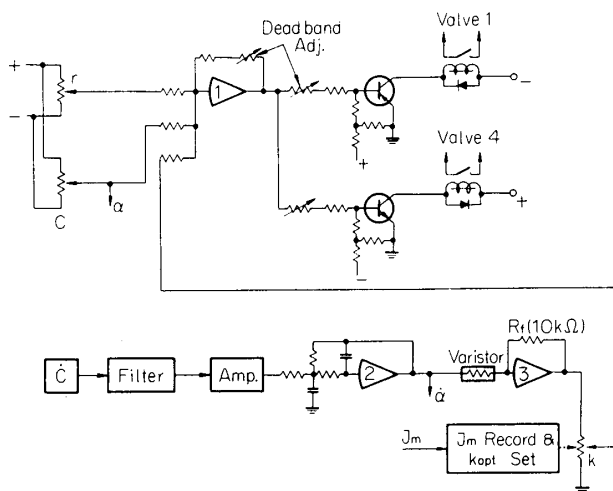 Dead band
Adj.
Valve 1
+
r
−
1
−
+
Valve 4
C
α
+
−
Ċ
Filter
Amp.
2
α̇
Varistor
Rf(10kΩ)
3
Jm
Jm Record &
kopt Set
k